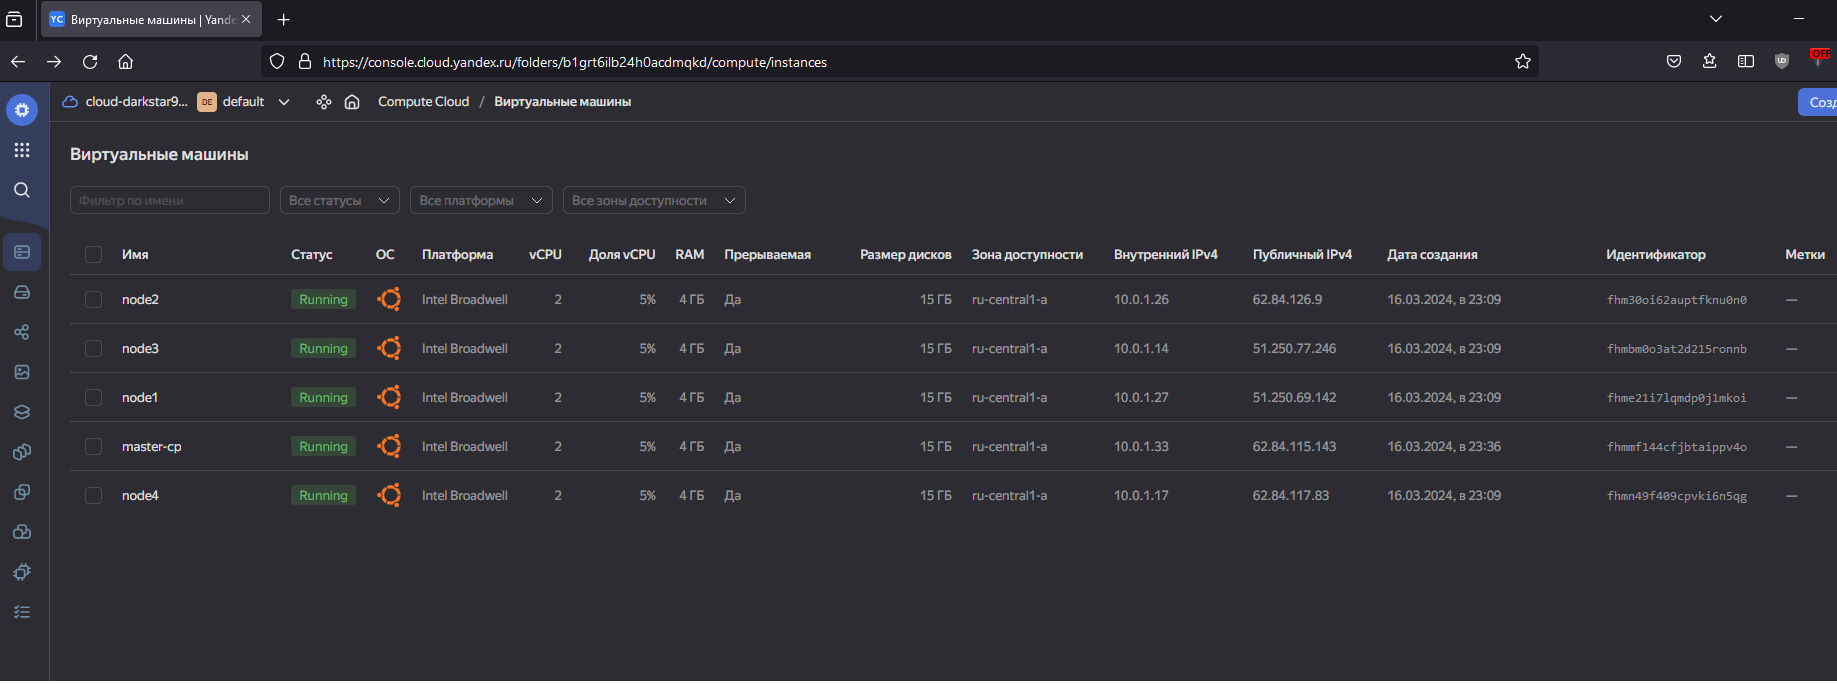 YC Виртуальные машины | Yande
https://console.cloud.yandex.ru/folders/b1grt6ilb24h0acdmqkd/compute/instances
OFF
cloud-darkstar9... DE default Compute Cloud / Виртуальные машины Созд
Виртуальные машины
Фильтр по имени Все статусы Все платформы Все зоны доступности
Имя Статус ОС Платформа vCPU Доля vCPU RAM Прерываемая Размер дисков Зона доступности Внутренний IPv4 Публичный IPv4 Дата создания Идентификатор Метки
node2 Running Intel Broadwell 2 5% 4 ГБ Да 15 ГБ ru-central1-a 10.0.1.26 62.84.126.9 16.03.2024, в 23:09 fhm30oi62auptfknu0n0 —
node3 Running Intel Broadwell 2 5% 4 ГБ Да 15 ГБ ru-central1-a 10.0.1.14 51.250.77.246 16.03.2024, в 23:09 fhmbm0o3at2d215ronnb —
node1 Running Intel Broadwell 2 5% 4 ГБ Да 15 ГБ ru-central1-a 10.0.1.27 51.250.69.142 16.03.2024, в 23:09 fhme21i7lqmdp0j1mkoi —
master-cp Running Intel Broadwell 2 5% 4 ГБ Да 15 ГБ ru-central1-a 10.0.1.33 62.84.115.143 16.03.2024, в 23:36 fhmmf144cfjbtaippv4o —
node4 Running Intel Broadwell 2 5% 4 ГБ Да 15 ГБ ru-central1-a 10.0.1.17 62.84.117.83 16.03.2024, в 23:09 fhmn49f409cpvki6n5qg —